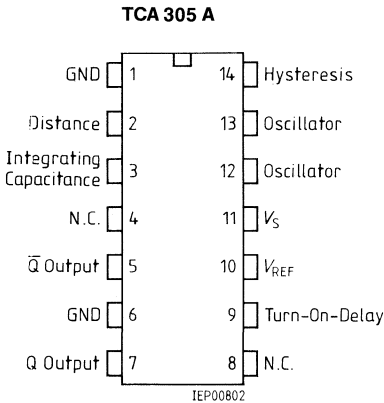 TCA 305 A
GND 1 14 Hysteresis
Distance 2 13 Oscillator
Integrating
Capacitance 3 12 Oscillator
N.C. 4 11 VS
Q̅ Output 5 10 VREF
GND 6 9 Turn-On-Delay
Q Output 7 8 N.C.
IEP00802